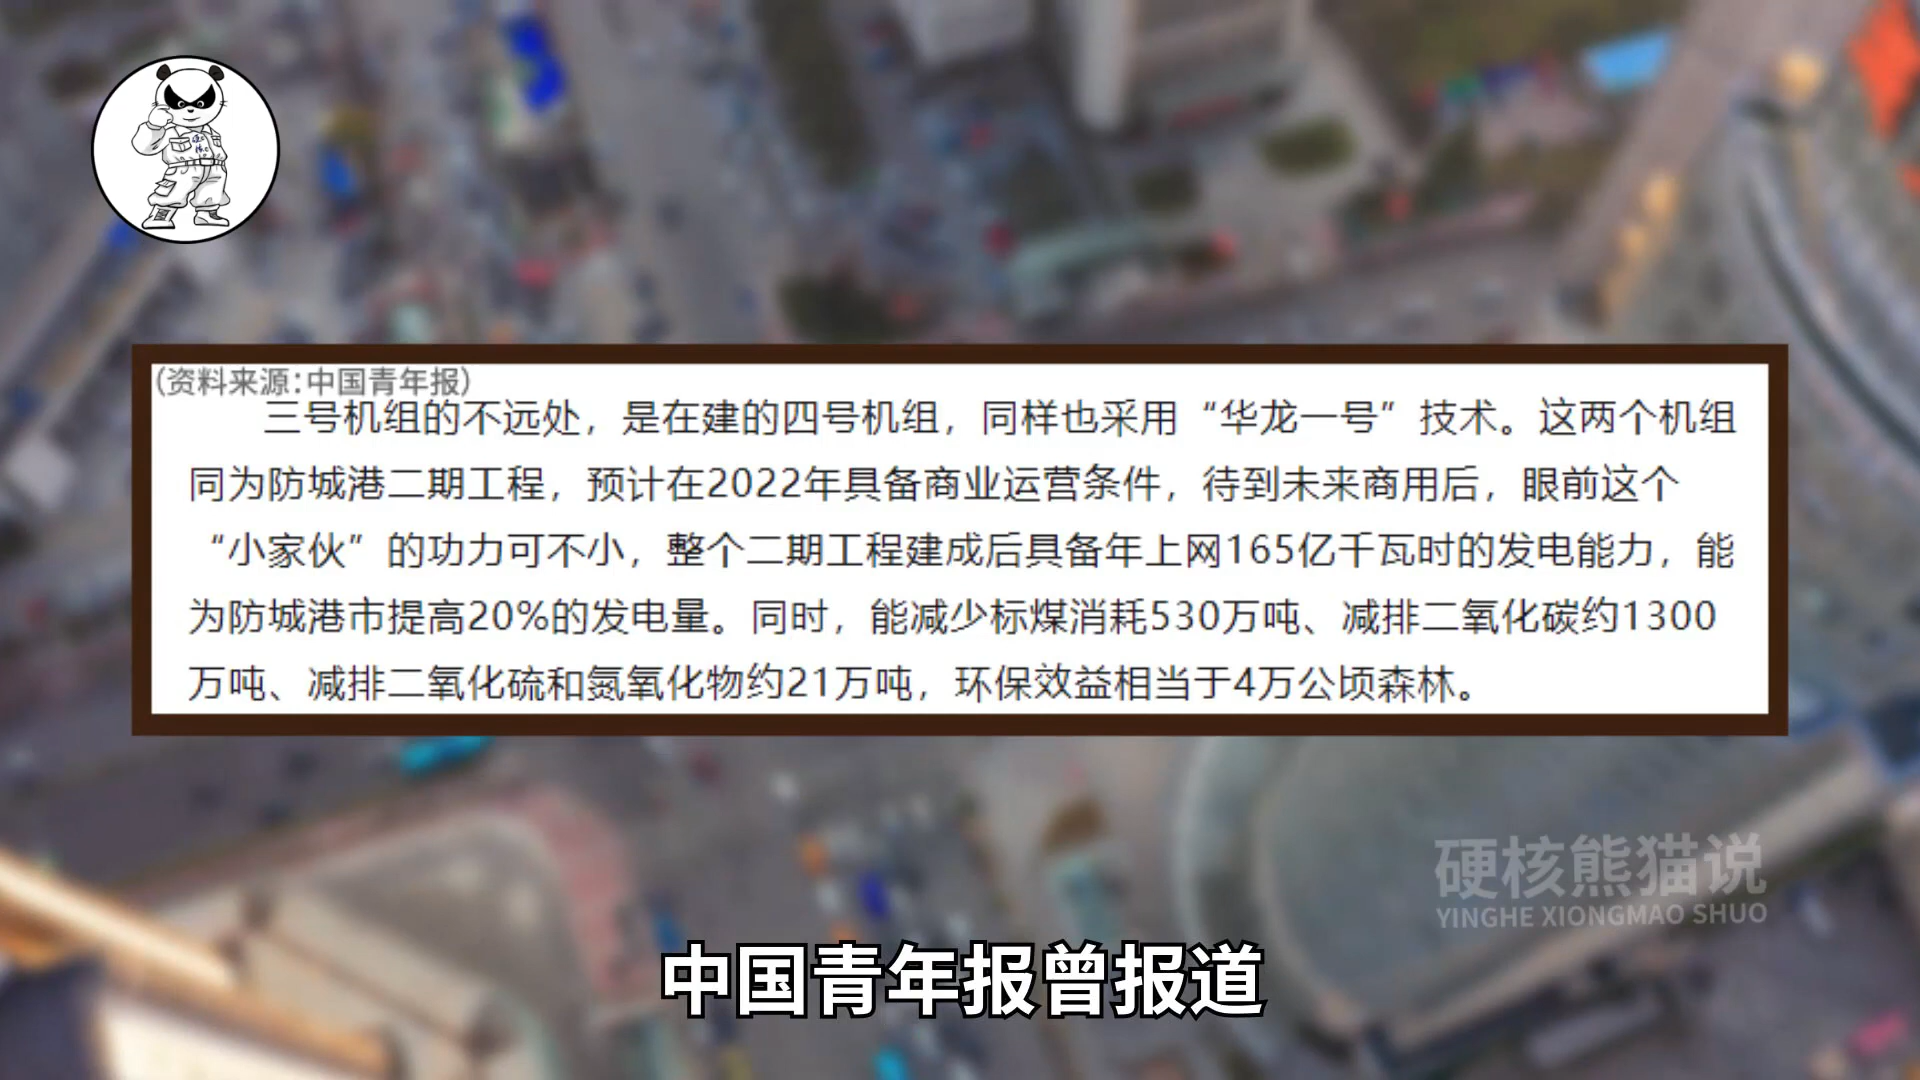 (资料来源:中国青年报)
三号机组的不远处，是在建的四号机组，同样也采用“华龙一号”技术。这两个机组
同为防城港二期工程，预计在2022年具备商业运营条件，待到未来商用后，眼前这个
“小家伙”的功力可不小，整个二期工程建成后具备年上网165亿千瓦时的发电能力，能
为防城港市提高20%的发电量。同时，能减少标煤消耗530万吨、减排二氧化碳约1300
万吨、减排二氧化硫和氮氧化物约21万吨，环保效益相当于4万公顷森林。
硬核熊猫说
YINGHE XIONGMAO SHUO
中国青年报曾报道